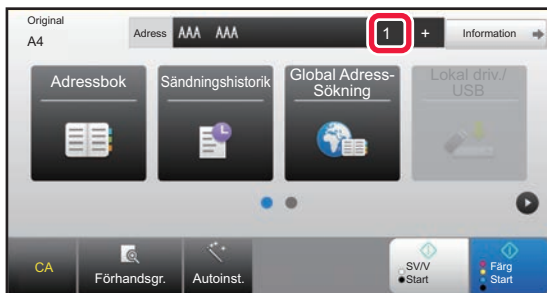 Original
A4
Adress AAA AAA 1 + Information
Adressbok
Sändningshistorik
Global Adress-
Sökning
Lokal driv./
USB
CA
Förhandsgr.
Autoinst.
SV/V
Start
Färg
Start